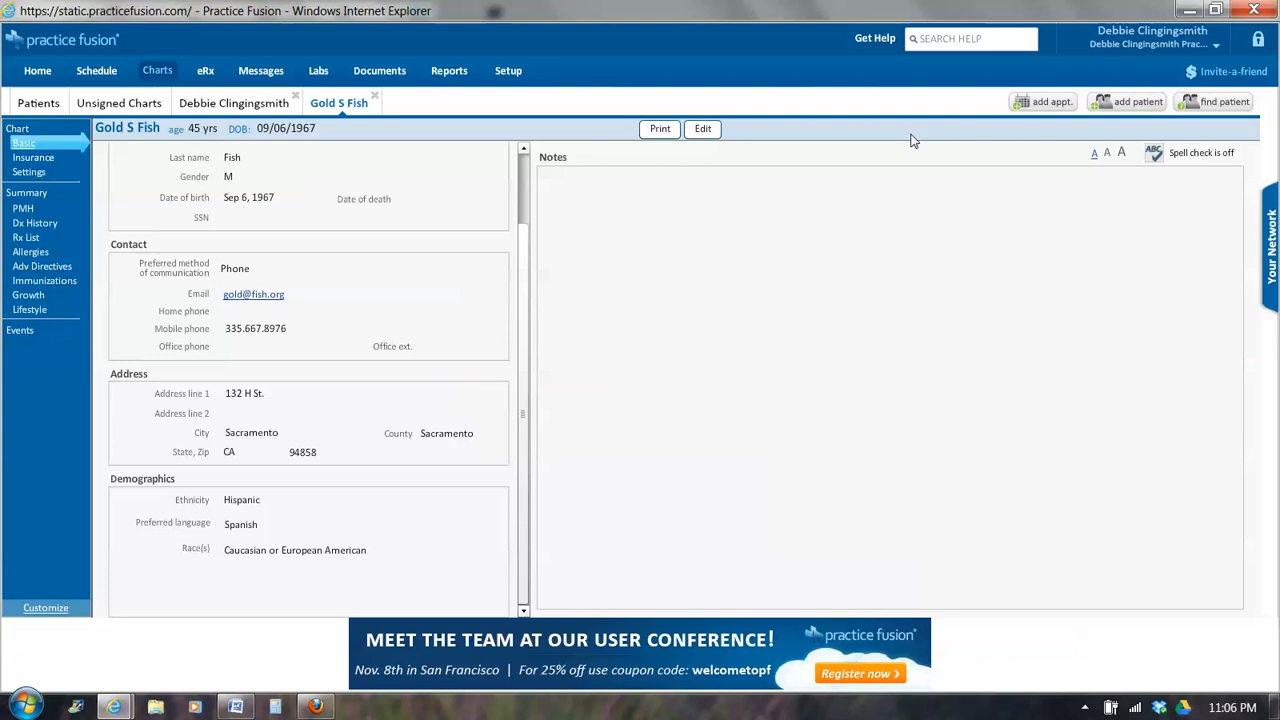 https://static.practicefusion.com/ - Practice Fusion - Windows Internet Explorer
practice fusion
Get Help
SEARCH HELP
Debbie Clingingsmith
Debbie Clingingsmith Prac...
Home Schedule Charts eRx Messages Labs Documents Reports Setup
Invite-a-friend
Patients Unsigned Charts Debbie Clingingsmith Gold S Fish
add appt. add patient find patient
Chart
Basic
Insurance
Settings
Summary
PMH
Dx History
Rx List
Allergies
Adv Directives
Immunizations
Growth
Lifestyle
Events
Customize
Gold S Fish age 45 yrs DOB: 09/06/1967
Print Edit
Last name Fish
Gender M
Date of birth Sep 6, 1967 Date of death
SSN
Contact
Preferred method
of communication Phone
Email gold@fish.org
Home phone
Mobile phone 335.667.8976
Office phone Office ext.
Address
Address line 1 132 H St.
Address line 2
City Sacramento County Sacramento
State, Zip CA 94858
Demographics
Ethnicity Hispanic
Preferred language Spanish
Race(s) Caucasian or European American
Notes
A A A
ABC Spell check is off
Your Network
MEET THE TEAM AT OUR USER CONFERENCE!
Nov. 8th in San Francisco | For 25% off use coupon code: welcometopf
practice fusion
Register now >
11:06 PM